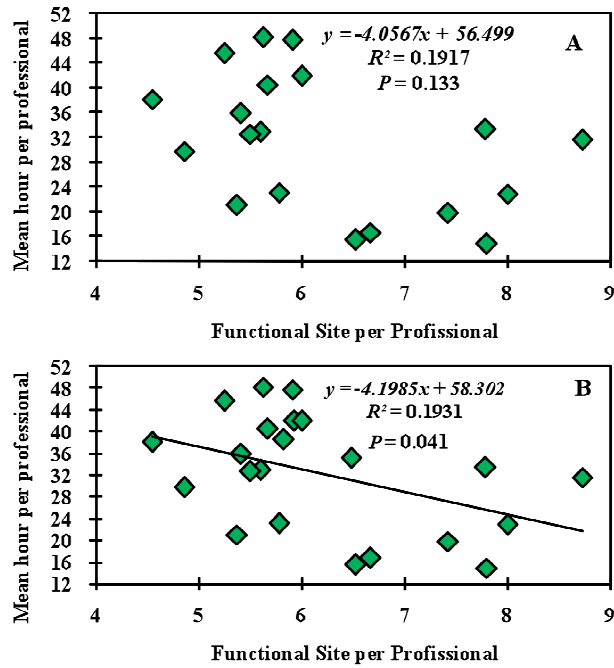 52
48
44
40
36
32
28
24
20
16
12
Mean hour per professional
y = -4.0567x + 56.499
R² = 0.1917
P = 0.133
A
4 5 6 7 8 9
Functional Site per Profissional
52
48
44
40
36
32
28
24
20
16
12
Mean hour per professional
y = -4.1985x + 58.302
R² = 0.1931
P = 0.041
B
4 5 6 7 8 9
Functional Site per Profissional